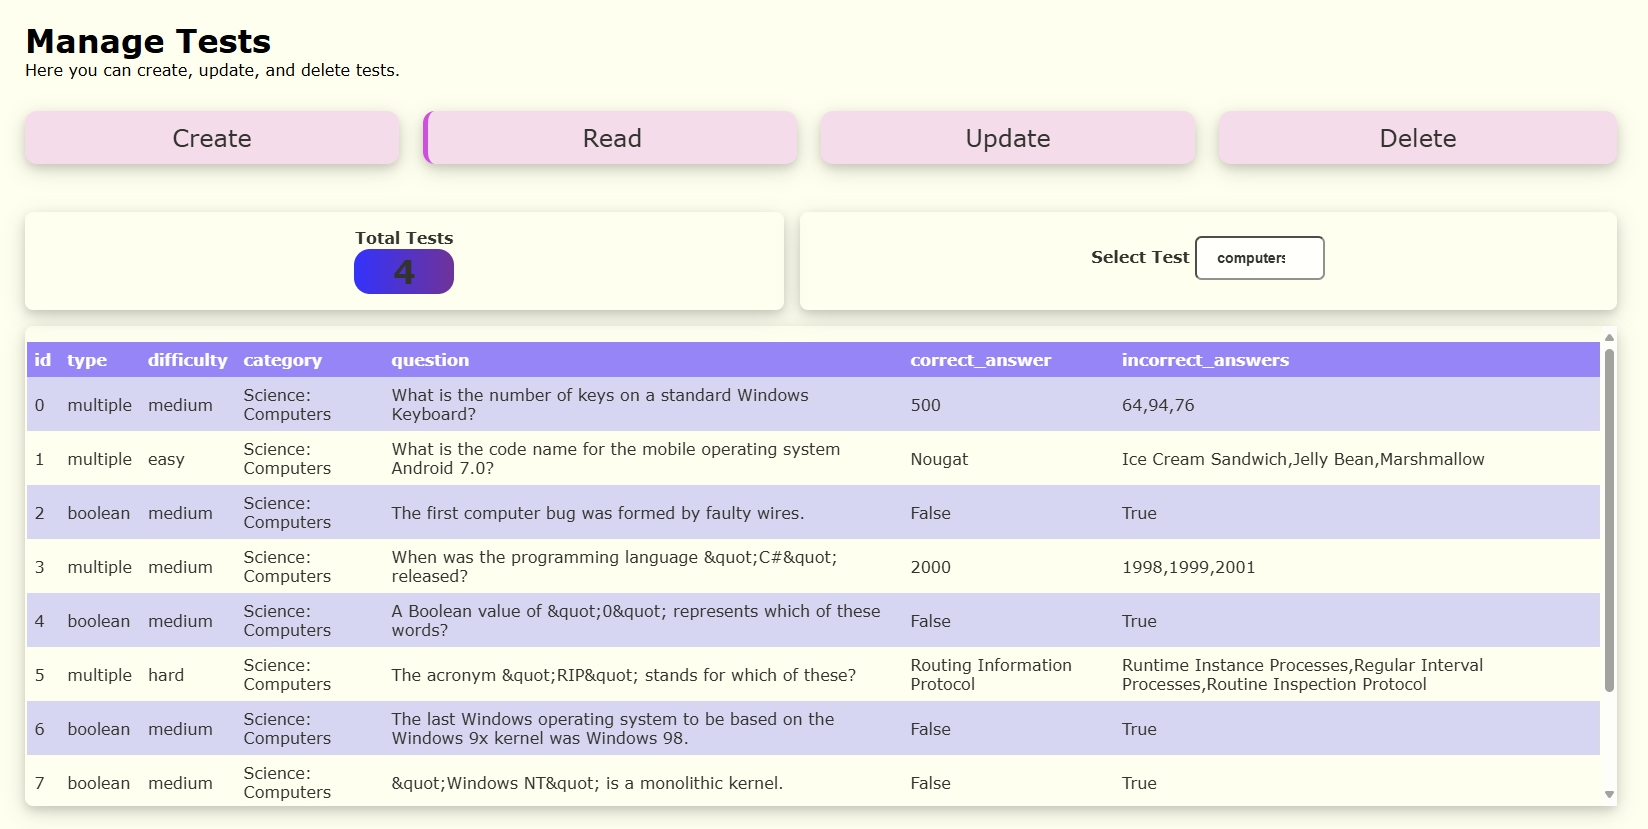 Manage Tests
Here you can create, update, and delete tests.
Create Read Update Delete
Total Tests
4
Select Test computers
id type difficulty category question correct_answer incorrect_answers
0 multiple medium Science: Computers What is the number of keys on a standard Windows Keyboard? 500 64,94,76
1 multiple easy Science: Computers What is the code name for the mobile operating system Android 7.0? Nougat Ice Cream Sandwich,Jelly Bean,Marshmallow
2 boolean medium Science: Computers The first computer bug was formed by faulty wires. False True
3 multiple medium Science: Computers When was the programming language &quot;C#&quot; released? 2000 1998,1999,2001
4 boolean medium Science: Computers A Boolean value of &quot;0&quot; represents which of these words? False True
5 multiple hard Science: Computers The acronym &quot;RIP&quot; stands for which of these? Routing Information Protocol Runtime Instance Processes,Regular Interval Processes,Routine Inspection Protocol
6 boolean medium Science: Computers The last Windows operating system to be based on the Windows 9x kernel was Windows 98. False True
7 boolean medium Science: Computers &quot;Windows NT&quot; is a monolithic kernel. False True